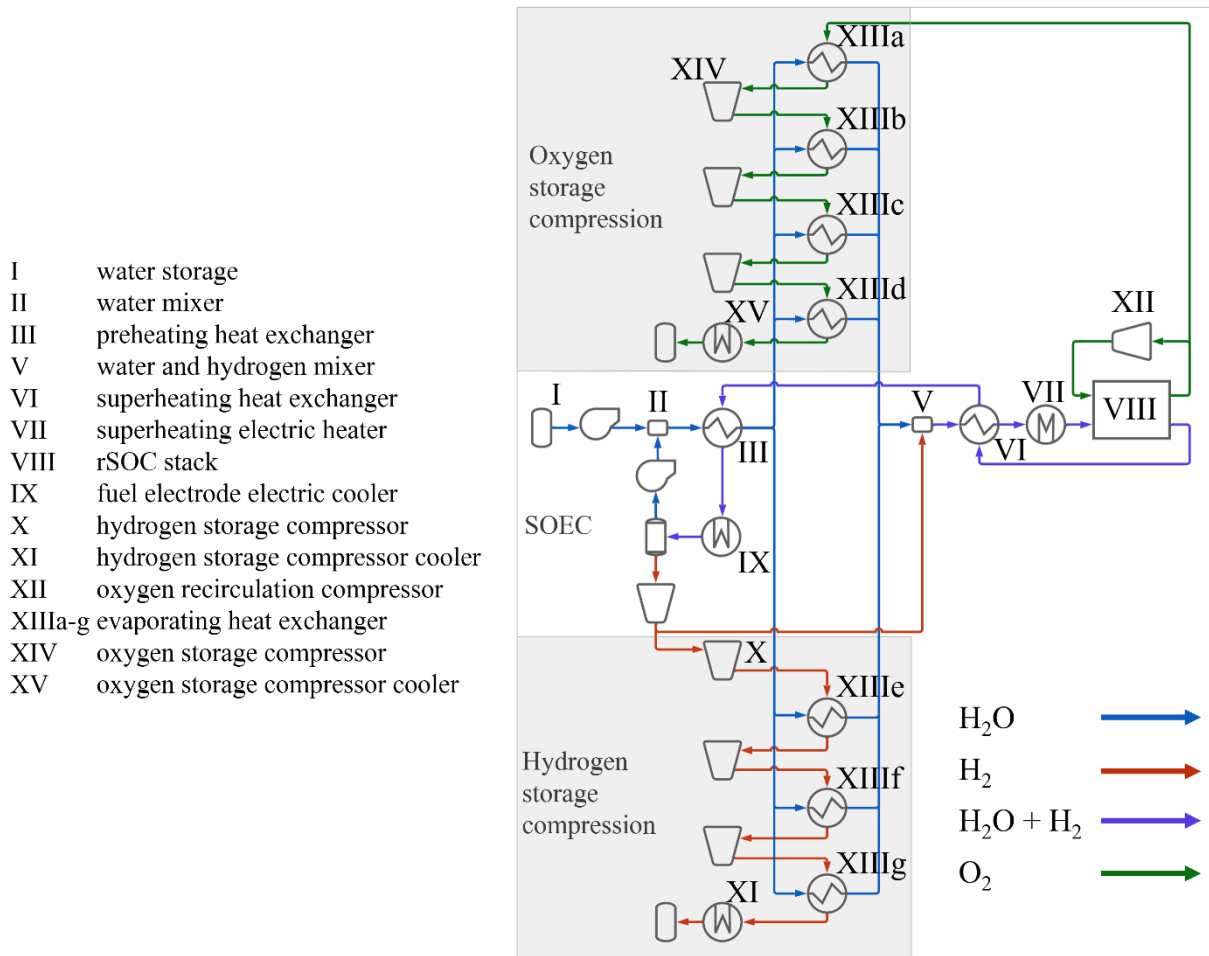 I water storage
II water mixer
III preheating heat exchanger
V water and hydrogen mixer
VI superheating heat exchanger
VII superheating electric heater
VIII rSOC stack
IX fuel electrode electric cooler
X hydrogen storage compressor
XI hydrogen storage compressor cooler
XII oxygen recirculation compressor
XIIIa-g evaporating heat exchanger
XIV oxygen storage compressor
XV oxygen storage compressor cooler
XIIIa
XIV
XIIIb
Oxygen
storage
compression
XIIIc
XIIId
XV
XII
I
II
III
V
VI
VII
VIII
SOEC
IX
X
XIIIe
Hydrogen
storage
compression
XIIIf
XIIIg
XI
H₂O
H₂
H₂O + H₂
O₂